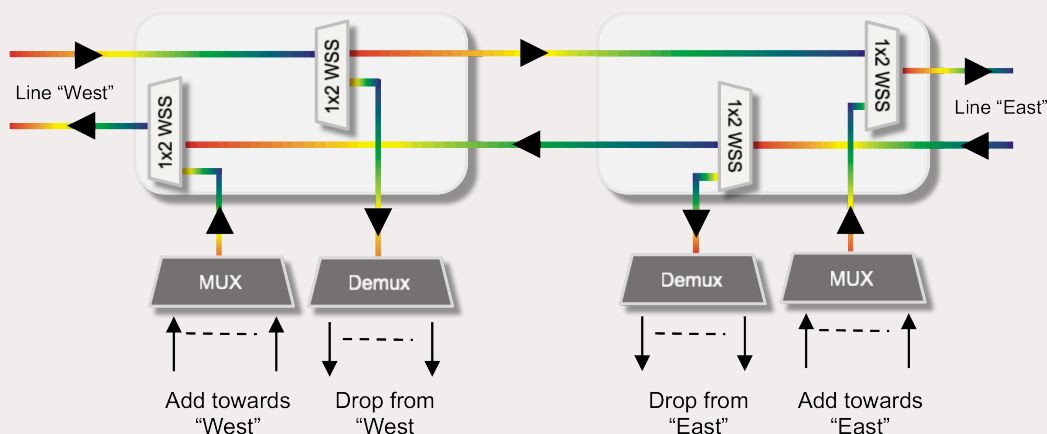 1x2 WSS
1x2 WSS
Line “West”
1x2 WSS
1x2 WSS
Line “East”
MUX
Demux
Demux
MUX
Add towards
“West”
Drop from
“West
Drop from
“East”
Add towards
“East”